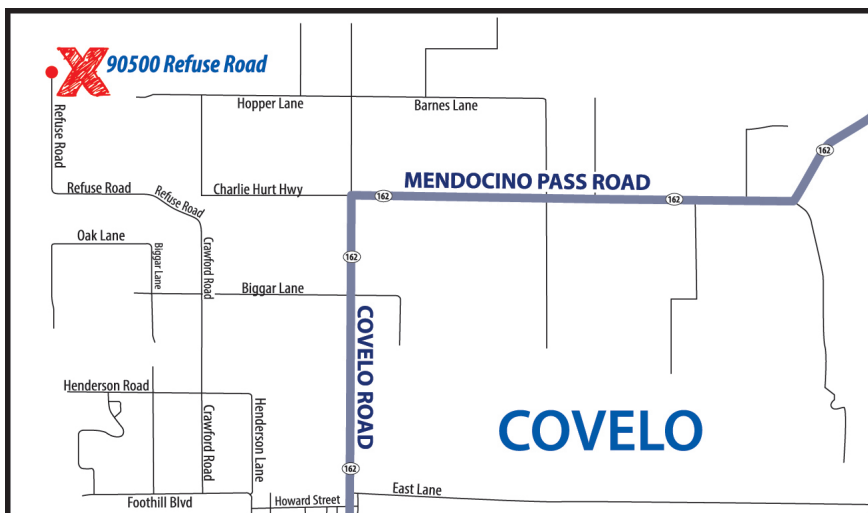 90500 Refuse Road
Hopper Lane
Barnes Lane
Refuse Road
162
MENDOCINO PASS ROAD
Refuse Road
Refuse Road
Charlie Hurt Hwy
162
162
Oak Lane
Biggar Lane
Crawford Road
162
Biggar Lane
COVELO ROAD
Henderson Road
Henderson Lane
Crawford Road
COVELO
162
Foothill Blvd
Howard Street
East Lane